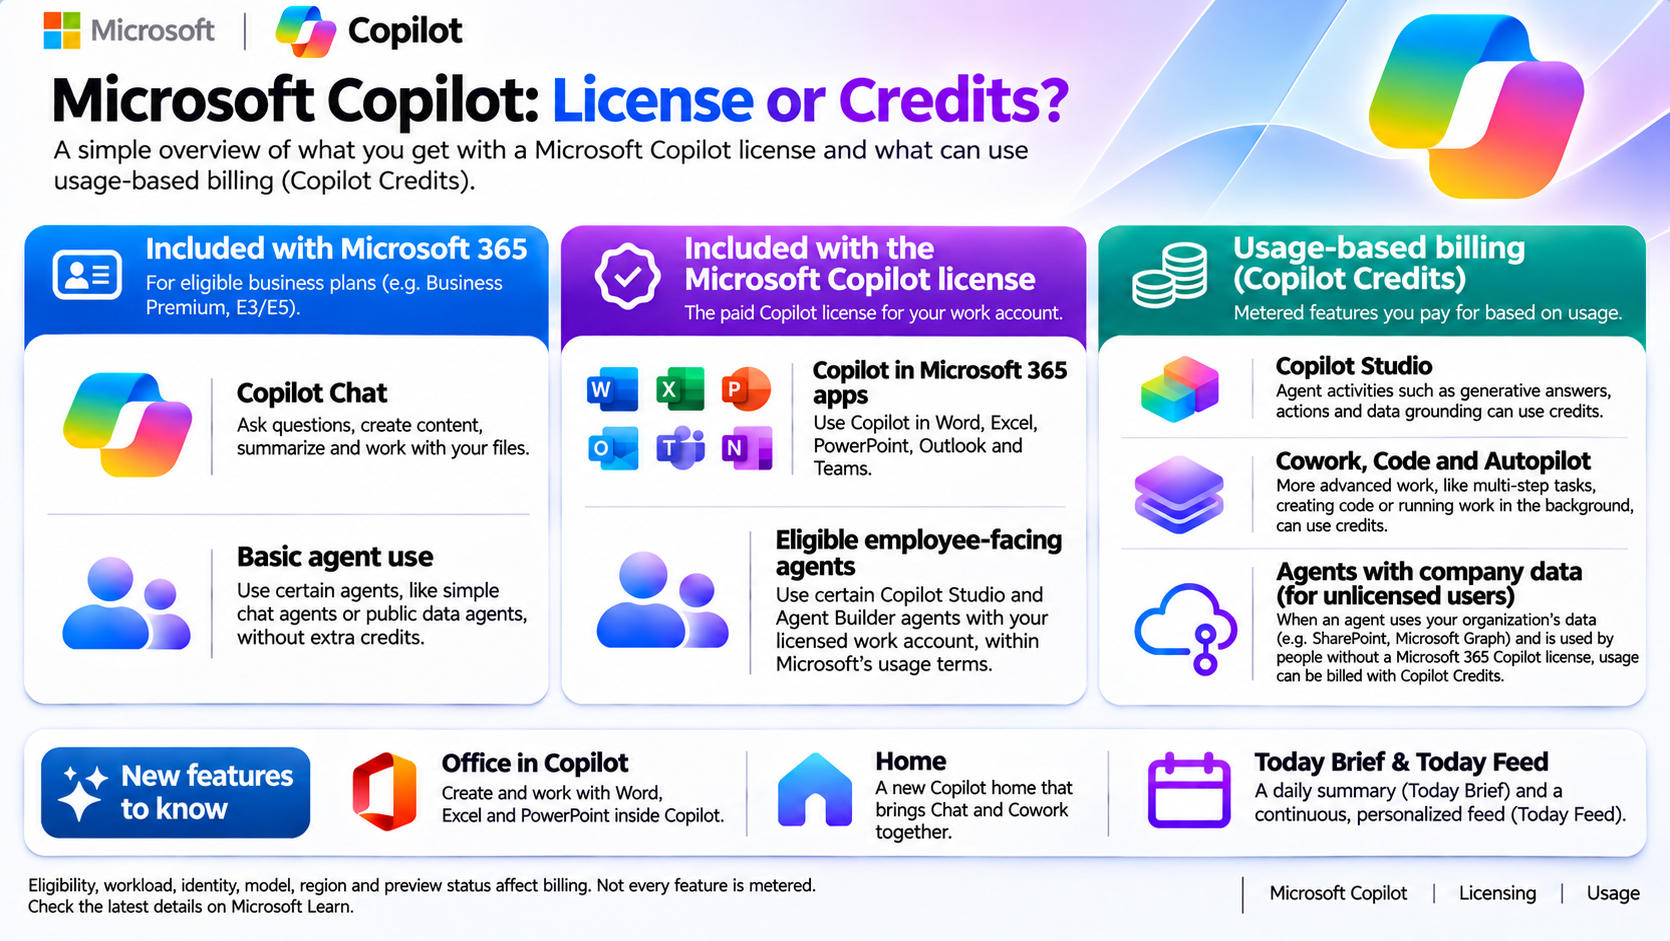 Microsoft | Copilot
Microsoft Copilot: License or Credits?
A simple overview of what you get with a Microsoft Copilot license and what can use
usage-based billing (Copilot Credits).
Included with Microsoft 365
For eligible business plans (e.g. Business
Premium, E3/E5).
Copilot Chat
Ask questions, create content,
summarize and work with your files.
Basic agent use
Use certain agents, like simple
chat agents or public data agents,
without extra credits.
Included with the
Microsoft Copilot license
The paid Copilot license for your work account.
W X P
O T N
Copilot in Microsoft 365
apps
Use Copilot in Word, Excel,
PowerPoint, Outlook and
Teams.
Eligible employee-facing
agents
Use certain Copilot Studio and
Agent Builder agents with your
licensed work account, within
Microsoft's usage terms.
Usage-based billing
(Copilot Credits)
Metered features you pay for based on usage.
Copilot Studio
Agent activities such as generative answers,
actions and data grounding can use credits.
Cowork, Code and Autopilot
More advanced work, like multi-step tasks,
creating code or running work in the background,
can use credits.
Agents with company data
(for unlicensed users)
When an agent uses your organization's data
(e.g. SharePoint, Microsoft Graph) and is used by
people without a Microsoft 365 Copilot license, usage
can be billed with Copilot Credits.
New features
to know
Office in Copilot
Create and work with Word,
Excel and PowerPoint inside Copilot.
Home
A new Copilot home that
brings Chat and Cowork
together.
Today Brief & Today Feed
A daily summary (Today Brief) and a
continuous, personalized feed (Today Feed).
Eligibility, workload, identity, model, region and preview status affect billing. Not every feature is metered.
Check the latest details on Microsoft Learn.
Microsoft Copilot | Licensing | Usage